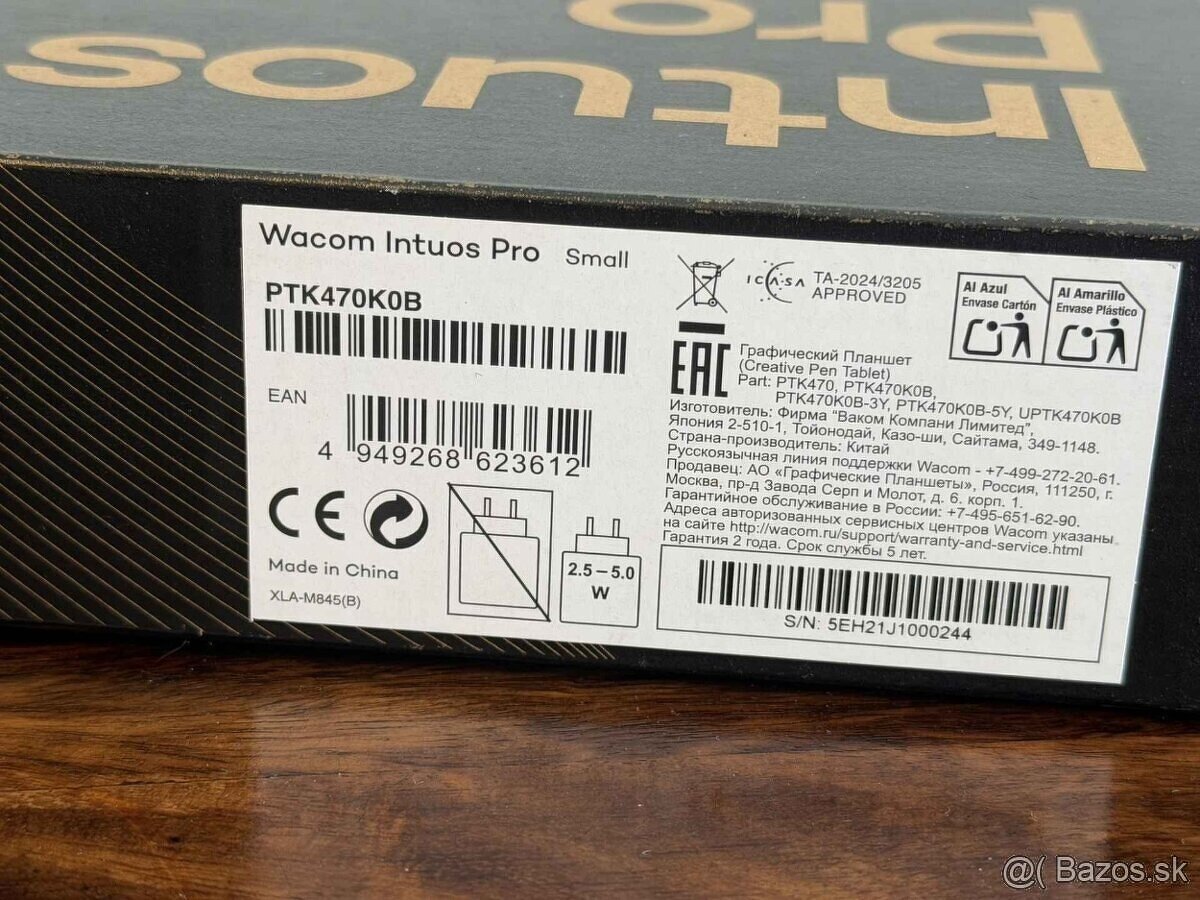 Intuos
pro
Wacom Intuos Pro Small
PTK470K0B
EAN
4 949268 623612
CE
Made in China
XLA-M845(B)
2.5 – 5.0
W
ICASA TA-2024/3205
APPROVED
Al Azul
Envase Cartón
Al Amarillo
Envase Plástico
EAC
Графический Планшет
(Creative Pen Tablet)
Part: PTK470, PTK470K0B,
PTK470K0B-3Y, PTK470K0B-5Y, UPTK470K0B
Изготовитель: Фирма "Ваком Компани Лимитед",
Япония 2-510-1, Тойонодай, Казо-ши, Сайтама, 349-1148.
Страна-производитель: Китай
Русскоязычная линия поддержки Wacom - +7-499-272-20-61.
Продавец: АО «Графические Планшеты», Россия, 111250, г.
Москва, пр-д Завода Серп и Молот, д. 6. корп. 1.
Гарантийное обслуживание в России: +7-495-651-62-90.
Адреса авторизованных сервисных центров Wacom указаны
на сайте http://wacom.ru/support/warranty-and-service.html
Гарантия 2 года. Срок службы 5 лет.
S/N: 5EH21J1000244
@( Bazos.sk